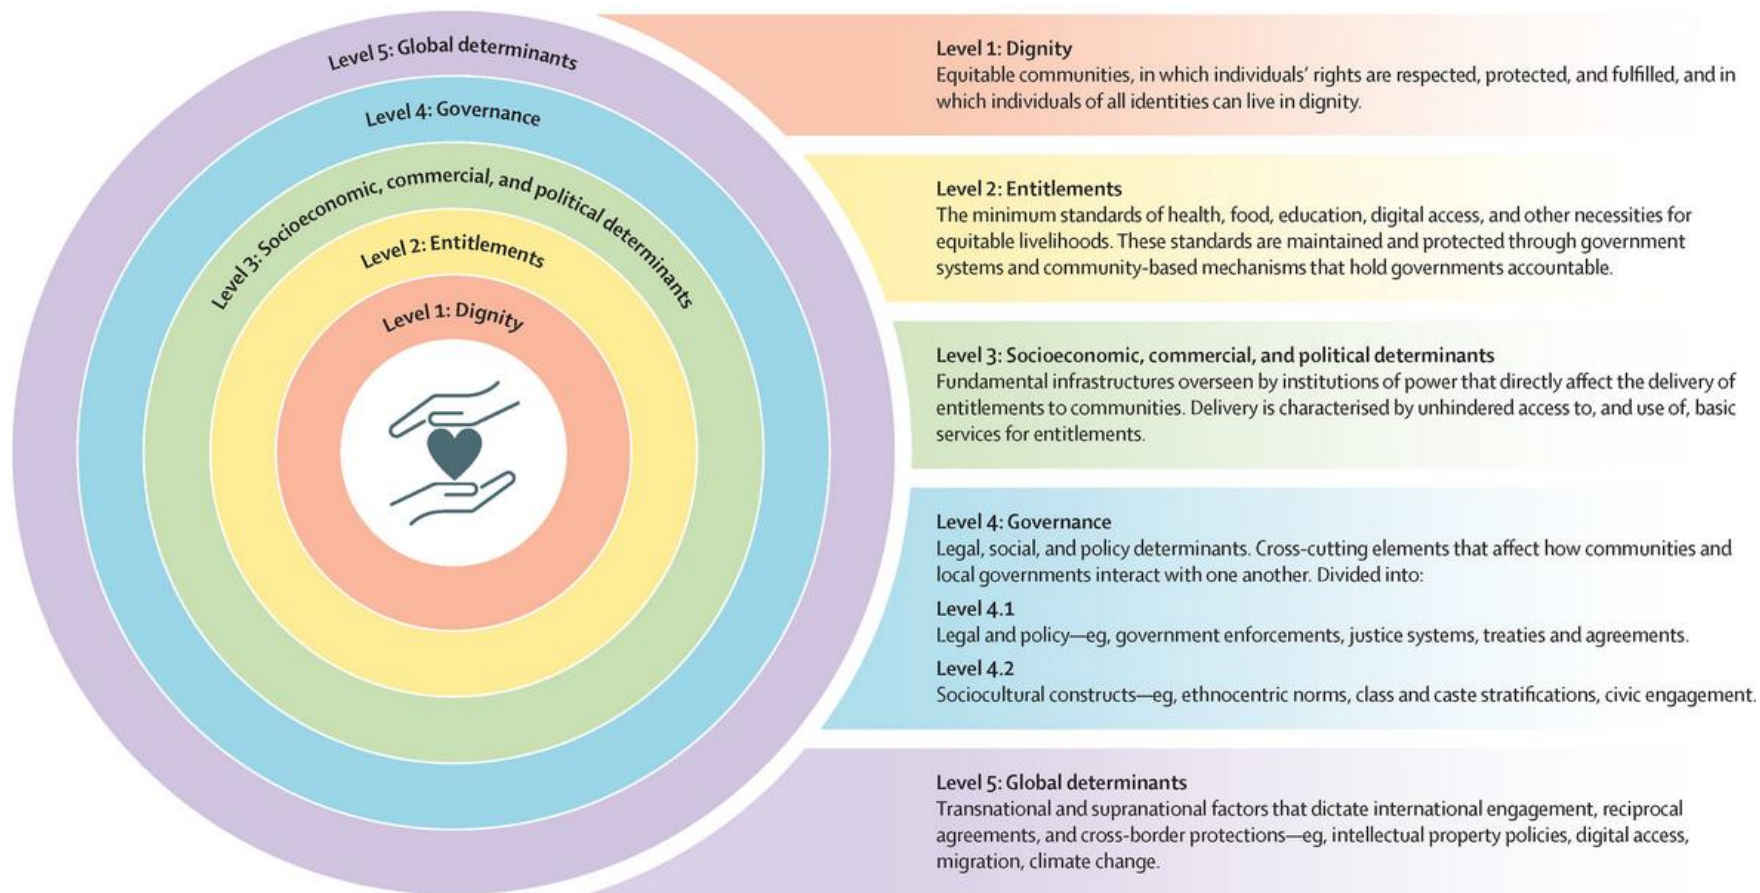 Level 5: Global determinants
Level 4: Governance
Level 3: Socioeconomic, commercial, and political determinants
Level 2: Entitlements
Level 1: Dignity
Level 1: Dignity
Equitable communities, in which individuals' rights are respected, protected, and fulfilled, and in
which individuals of all identities can live in dignity.
Level 2: Entitlements
The minimum standards of health, food, education, digital access, and other necessities for
equitable livelihoods. These standards are maintained and protected through government
systems and community-based mechanisms that hold governments accountable.
Level 3: Socioeconomic, commercial, and political determinants
Fundamental infrastructures overseen by institutions of power that directly affect the delivery of
entitlements to communities. Delivery is characterised by unhindered access to, and use of, basic
services for entitlements.
Level 4: Governance
Legal, social, and policy determinants. Cross-cutting elements that affect how communities and
local governments interact with one another. Divided into:
Level 4.1
Legal and policy—eg, government enforcements, justice systems, treaties and agreements.
Level 4.2
Sociocultural constructs—eg, ethnocentric norms, class and caste stratifications, civic engagement.
Level 5: Global determinants
Transnational and supranational factors that dictate international engagement, reciprocal
agreements, and cross-border protections—eg, intellectual property policies, digital access,
migration, climate change.